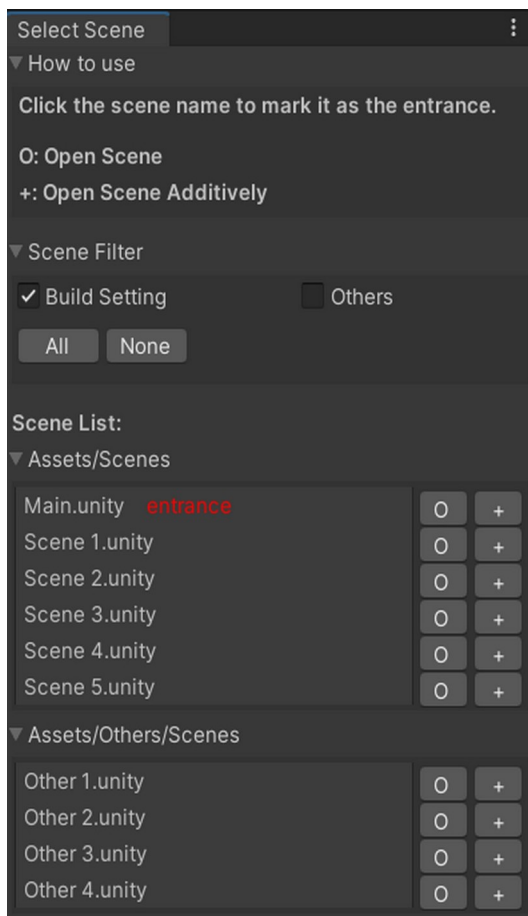 Select Scene
How to use
Click the scene name to mark it as the entrance.
O: Open Scene
+: Open Scene Additively
Scene Filter
Build Setting Others
All None
Scene List:
Assets/Scenes
Main.unity entrance O +
Scene 1.unity O +
Scene 2.unity O +
Scene 3.unity O +
Scene 4.unity O +
Scene 5.unity O +
Assets/Others/Scenes
Other 1.unity O +
Other 2.unity O +
Other 3.unity O +
Other 4.unity O +